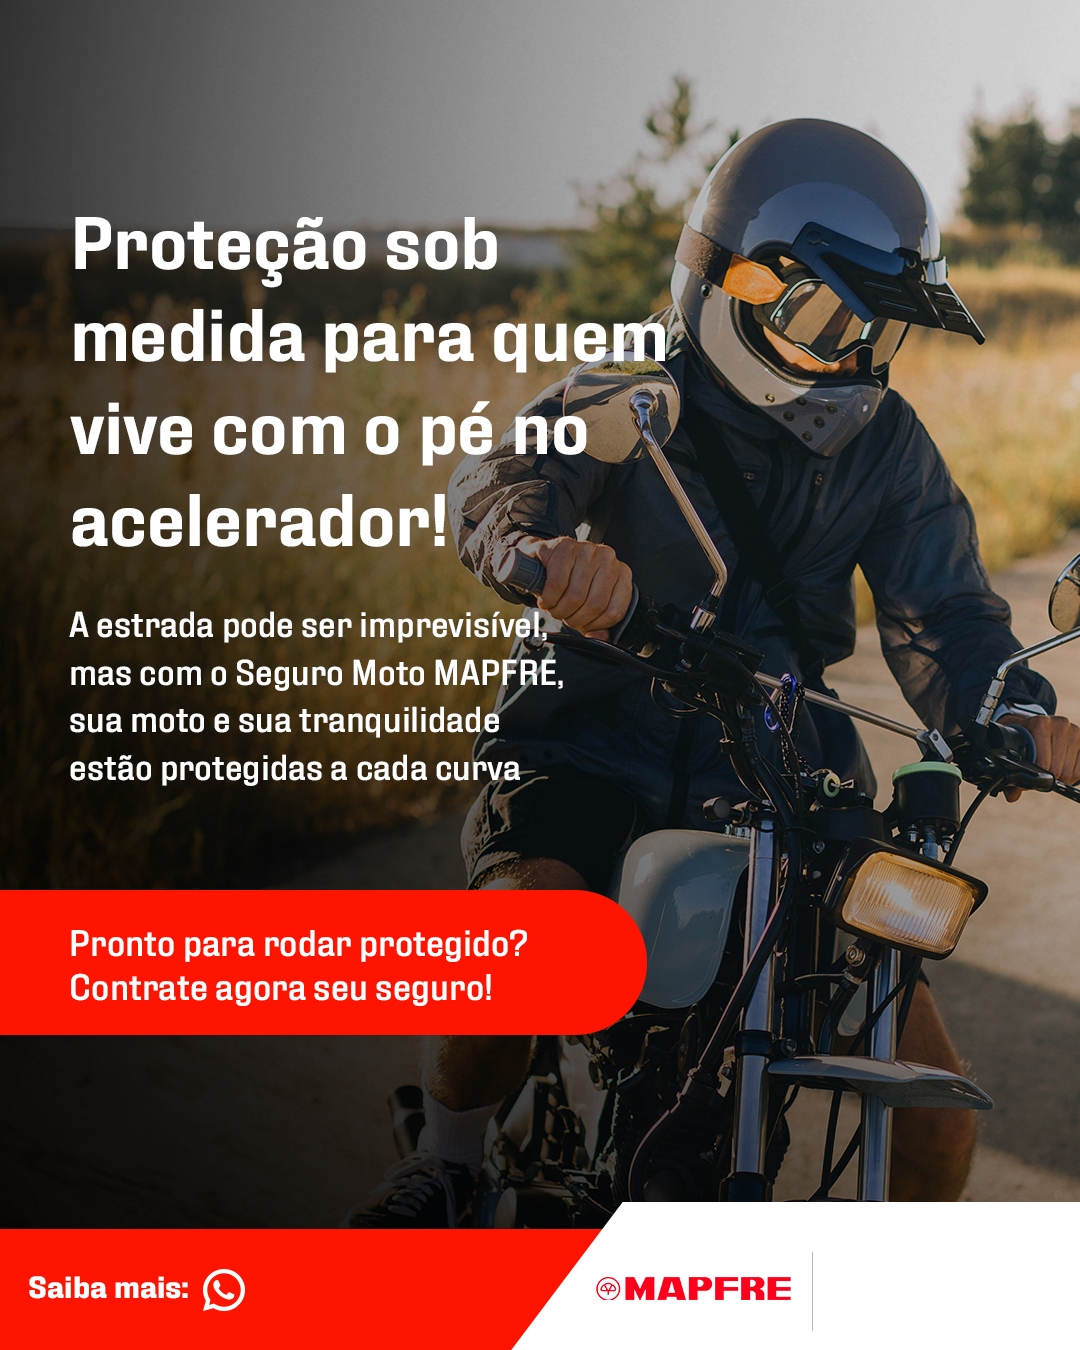 Proteção sob
medida para quem
vive com o pé no
acelerador!
A estrada pode ser imprevisível,
mas com o Seguro Moto MAPFRE,
sua moto e sua tranquilidade
estão protegidas a cada curva
Pronto para rodar protegido?
Contrate agora seu seguro!
Saiba mais:
MAPFRE